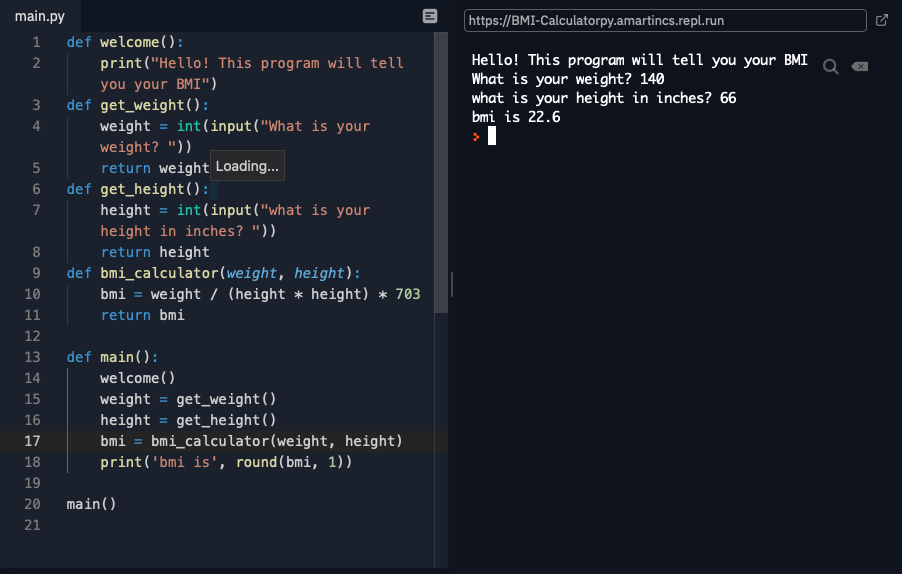 main.py
1 def welcome():
2     print("Hello! This program will tell
you your BMI")
3 def get_weight():
4     weight = int(input("What is your
weight? "))
5     return weight
Loading...
6 def get_height():
7     height = int(input("what is your
height in inches? "))
8     return height
9 def bmi_calculator(weight, height):
10     bmi = weight / (height * height) * 703
11     return bmi
12
13 def main():
14     welcome()
15     weight = get_weight()
16     height = get_height()
17     bmi = bmi_calculator(weight, height)
18     print('bmi is', round(bmi, 1))
19
20 main()
21
https://BMI-Calculatorpy.amartincs.repl.run
Hello! This program will tell you your BMI
What is your weight? 140
what is your height in inches? 66
bmi is 22.6
>